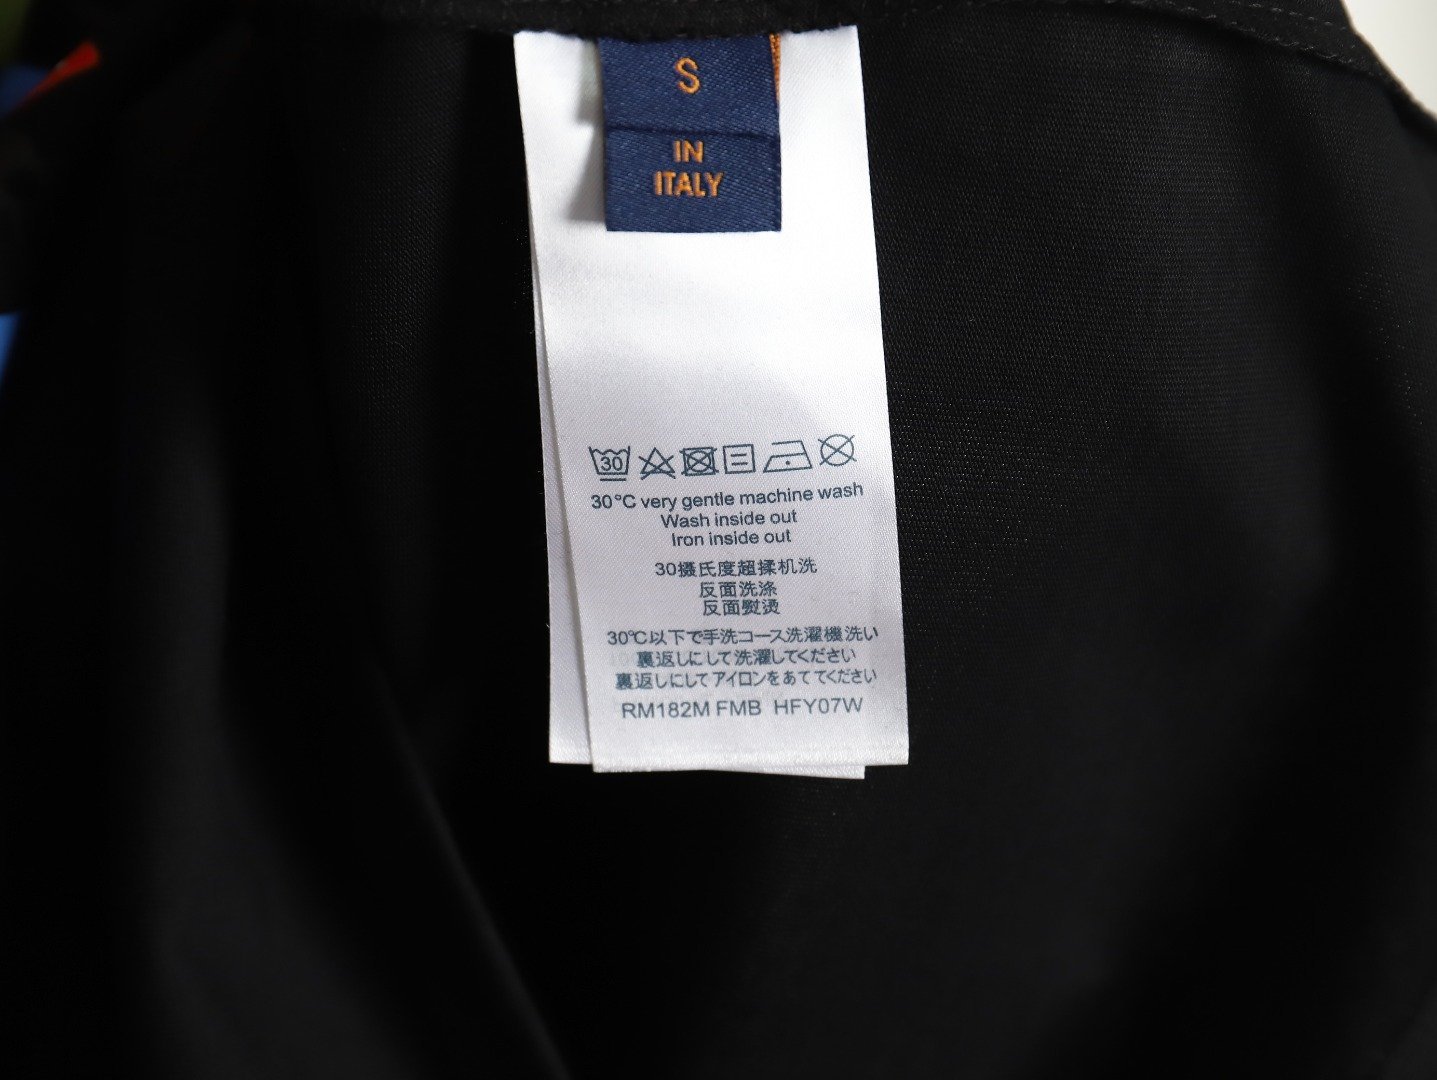 S
IN
ITALY
30
30°C very gentle machine wash
Wash inside out
Iron inside out
30摄氏度超揉机洗
反面洗涤
反面熨烫
30℃以下で手洗コース洗濯機洗い
裏返しにして洗濯してください
裏返しにしてアイロンをあててください
RM182M FMB HFY07W